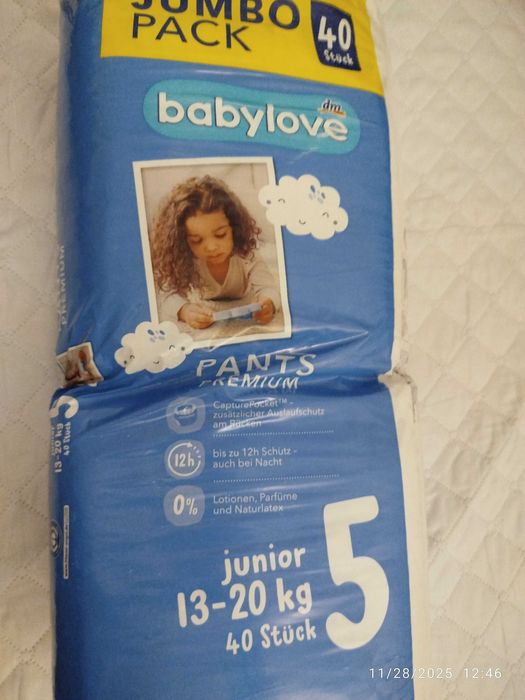 JUMBO
PACK
40
Stück
dm
babylove
PANTS
PREMIUM
CapturePocket™ -
zusätzlicher Auslaufschutz
am Rücken
12h
bis zu 12h Schutz -
auch bei Nacht
0%
Lotionen, Parfüme
und Naturlatex
junior
13-20 kg
40 Stück
5
PREMIUM
5
junior
13-20 kg
40 Stück
11/28/2025 12:46